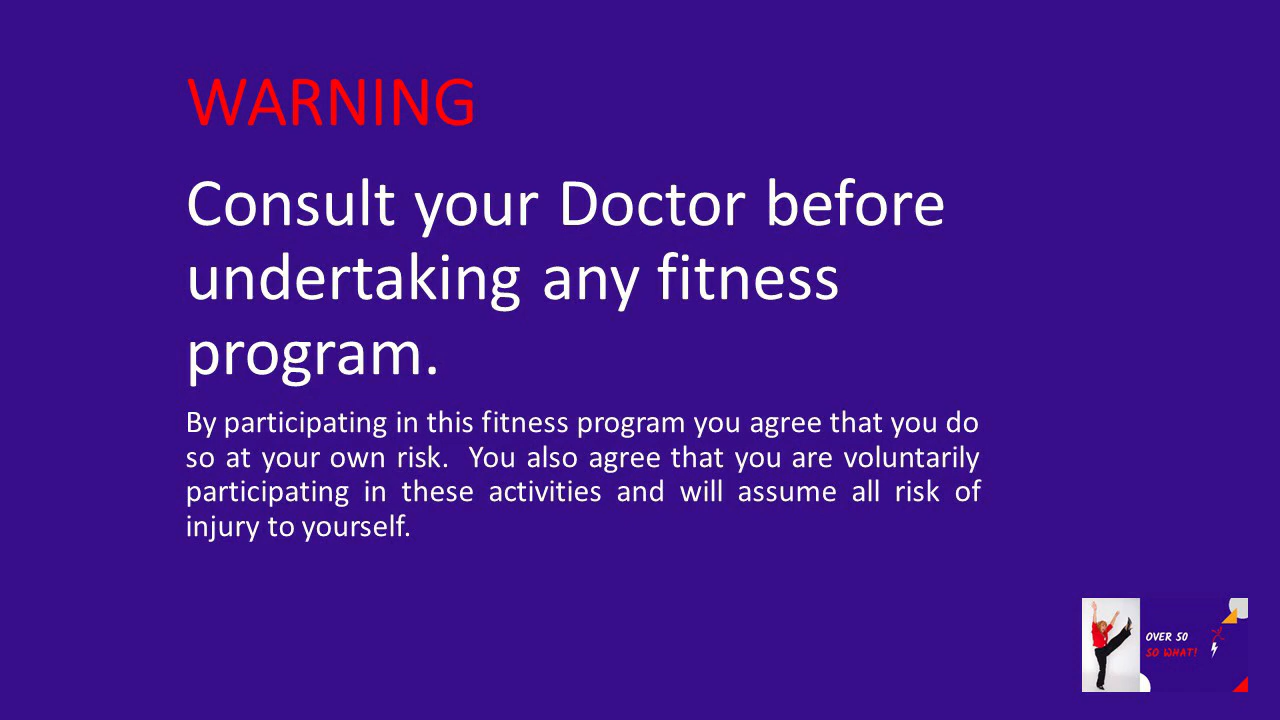 WARNING
Consult your Doctor before
undertaking any fitness
program.
By participating in this fitness program you agree that you do
so at your own risk. You also agree that you are voluntarily
participating in these activities and will assume all risk of
injury to yourself.
OVER 50
SO WHAT!